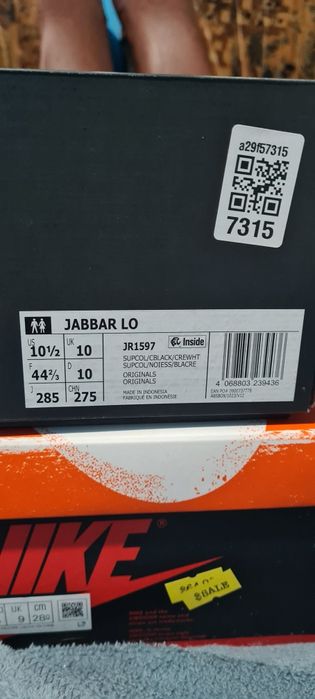 a29f57315
7315
JABBAR LO
US 10½ UK 10
F 44⅔ D 10
J 285 CHN 275
JR1597 Inside
SUPCOL/CBLACK/CREWHT
SUPCOL/NOIESS/BLACRE
ORIGINALS
ORIGINALS
MADE IN INDONESIA
FABRIQUÉ EN INDONÉSIE
4 068803 239436
NIKE ®
UK cm
9 28
$SALE